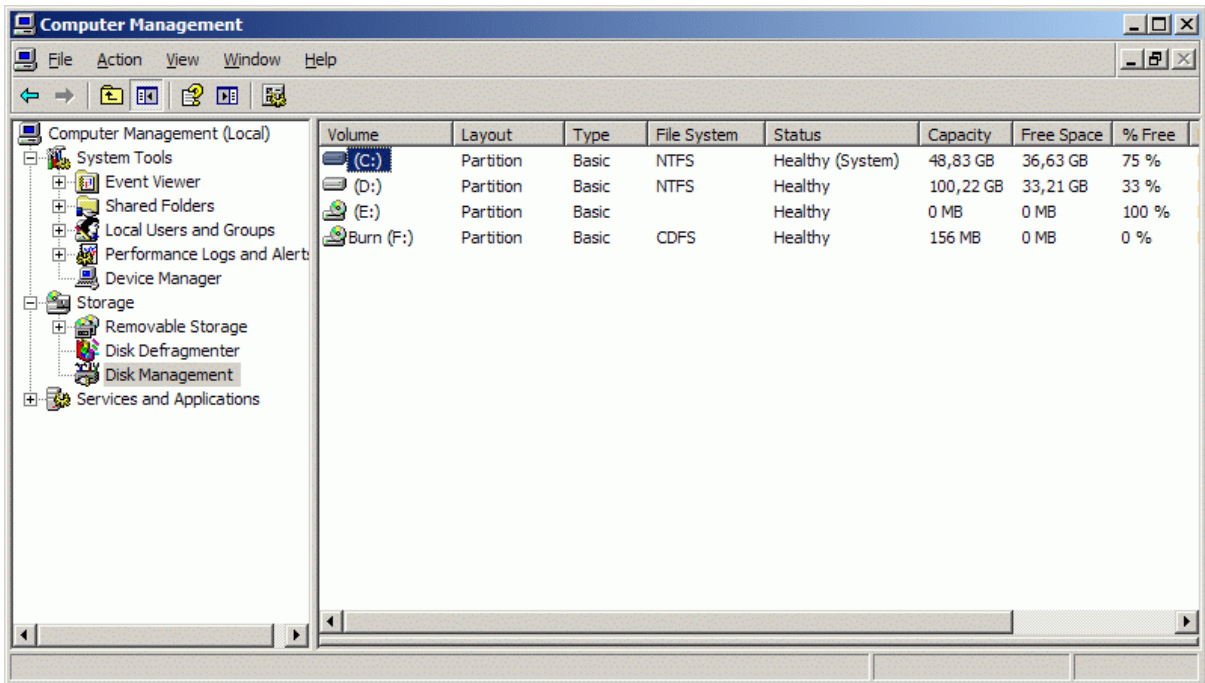 Computer Management
File Action View Window Help
Computer Management (Local)
System Tools
Event Viewer
Shared Folders
Local Users and Groups
Performance Logs and Alert
Device Manager
Storage
Removable Storage
Disk Defragmenter
Disk Management
Services and Applications
Volume Layout Type File System Status Capacity Free Space % Free
(C:) Partition Basic NTFS Healthy (System) 48,83 GB 36,63 GB 75 %
(D:) Partition Basic NTFS Healthy 100,22 GB 33,21 GB 33 %
(E:) Partition Basic Healthy 0 MB 0 MB 100 %
Burn (F:) Partition Basic CDFS Healthy 156 MB 0 MB 0 %